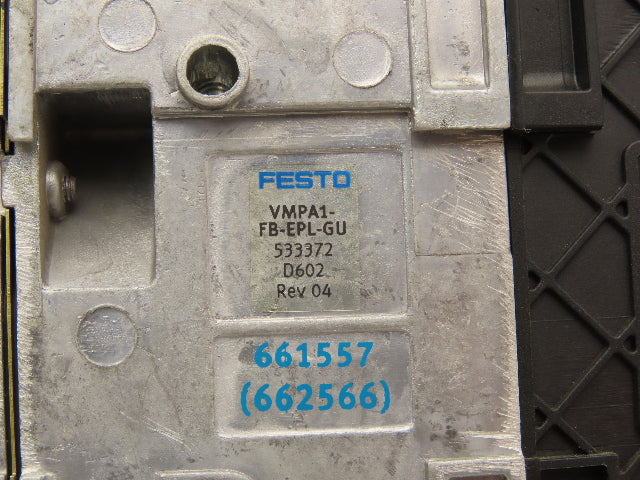 FESTO
VMPA1-
FB-EPL-GU
533372
D602
Rev 04
661557
(662566)